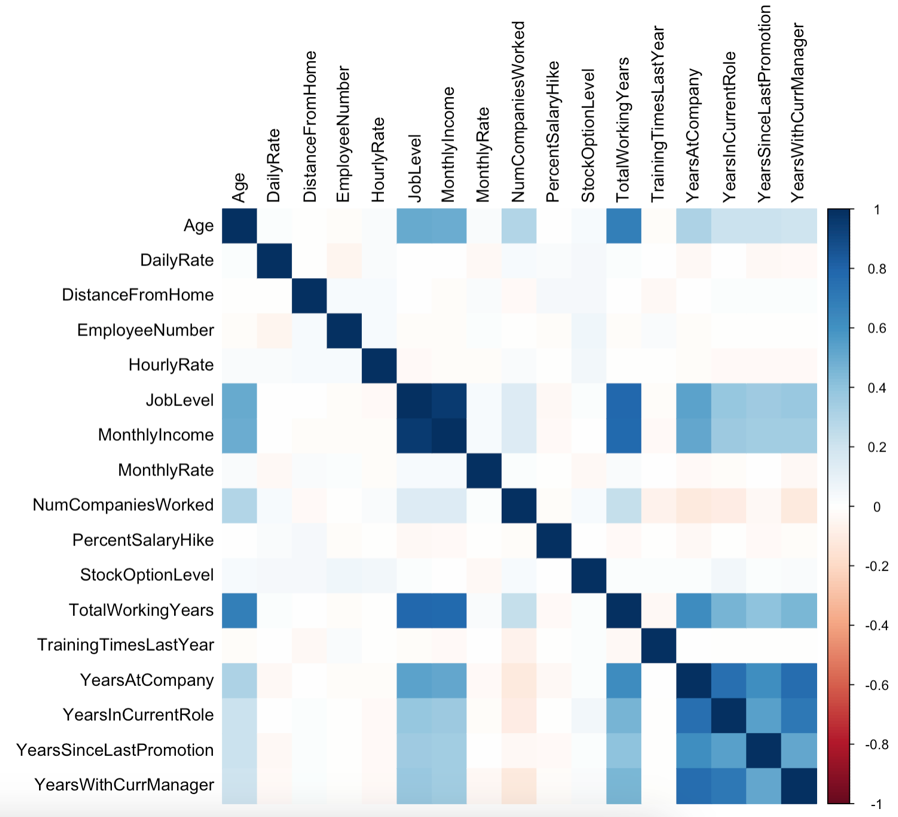 Age
DailyRate
DistanceFromHome
EmployeeNumber
HourlyRate
JobLevel
MonthlyIncome
MonthlyRate
NumCompaniesWorked
PercentSalaryHike
StockOptionLevel
TotalWorkingYears
TrainingTimesLastYear
YearsAtCompany
YearsInCurrentRole
YearsSinceLastPromotion
YearsWithCurrManager
Age
DailyRate
DistanceFromHome
EmployeeNumber
HourlyRate
JobLevel
MonthlyIncome
MonthlyRate
NumCompaniesWorked
PercentSalaryHike
StockOptionLevel
TotalWorkingYears
TrainingTimesLastYear
YearsAtCompany
YearsInCurrentRole
YearsSinceLastPromotion
YearsWithCurrManager
1
0.8
0.6
0.4
0.2
0
-0.2
-0.4
-0.6
-0.8
-1